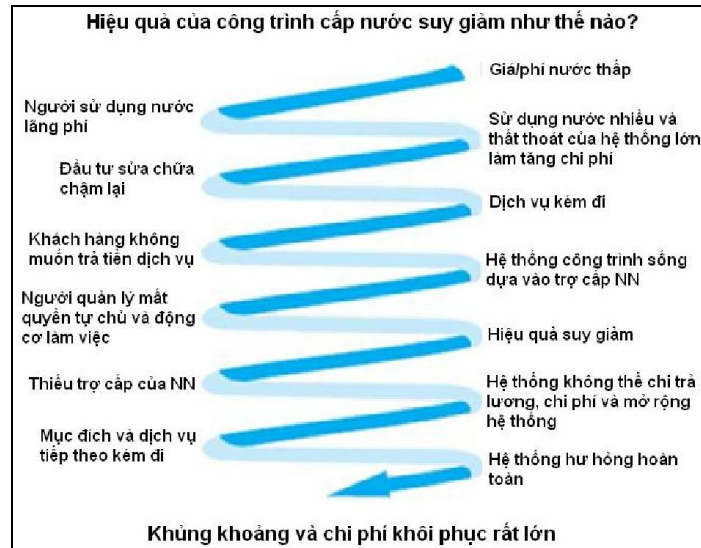 Hiệu quả của công trình cấp nước suy giảm như thế nào?
Giá/phí nước thấp
Người sử dụng nước
lãng phí
Sử dụng nước nhiều và
thất thoát của hệ thống lớn
làm tăng chi phí
Đầu tư sửa chữa
chậm lại
Dịch vụ kém đi
Khách hàng không
muốn trả tiền dịch vụ
Hệ thống công trình sống
dựa vào trợ cấp NN
Người quản lý mất
quyền tự chủ và động
cơ làm việc
Hiệu quả suy giảm
Thiếu trợ cấp của NN
Hệ thống không thể chi trả
lương, chi phí và mở rộng
hệ thống
Mục đích và dịch vụ
tiếp theo kém đi
Hệ thống hư hỏng hoàn
toàn
Khủng khoảng và chi phí khôi phục rất lớn